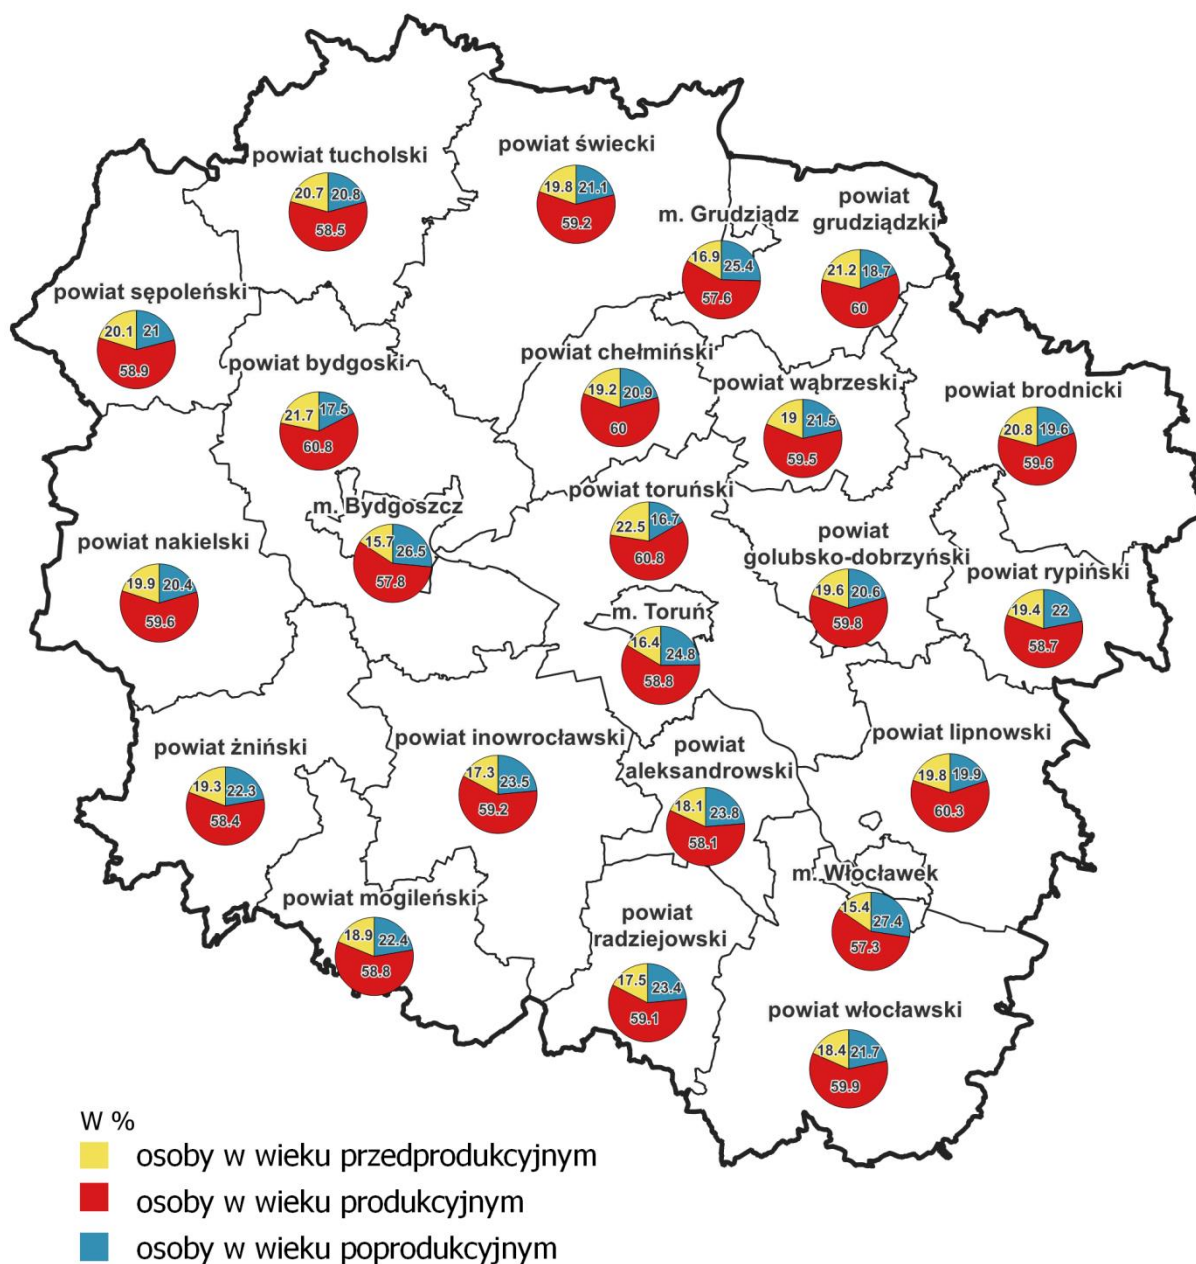 powiat tucholski
20.7 20.8
58.5
powiat świecki
19.8 21.1
59.2
m. Grudziądz
16.9 25.4
57.6
powiat
grudziądzki
21.2 18.7
60
powiat sępoleński
20.1 21
58.9
powiat bydgoski
21.7 17.5
60.8
powiat chełmiński
19.2 20.9
60
powiat wąbrzeski
19 21.5
59.5
powiat brodnicki
20.8 19.6
59.6
m. Bydgoszcz
15.7 26.5
57.8
powiat toruński
22.5 16.7
60.8
powiat
golubsko-dobrzyński
19.6 20.6
59.8
powiat rypiński
19.4 22
58.7
powiat nakielski
19.9 20.4
59.6
m. Toruń
16.4 24.8
58.8
powiat żniński
19.3 22.3
58.4
powiat inowrocławski
17.3 23.5
59.2
powiat
aleksandrowski
18.1 23.8
58.1
powiat lipnowski
19.8 19.9
60.3
m. Włocławek
15.4 27.4
57.3
powiat mogileński
18.9 22.4
58.8
powiat
radziejowski
17.5 23.4
59.1
powiat włocławski
18.4 21.7
59.9
W %
osoby w wieku przedprodukcyjnym
osoby w wieku produkcyjnym
osoby w wieku poprodukcyjnym